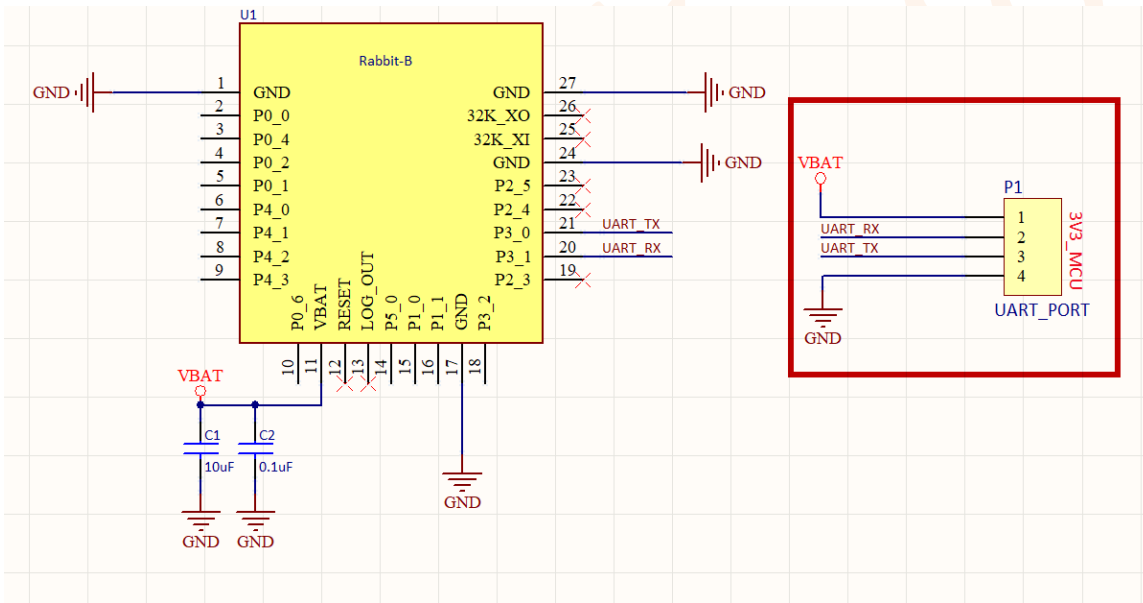 U1
Rabbit-B
GND
1 GND
2 P0_0
3 P0_4
4 P0_2
5 P0_1
6 P4_0
7 P4_1
8 P4_2
9 P4_3
GND 27
32K_XO 26
32K_XI 25
GND 24
P2_5 23
P2_4 22
P3_0 21 UART_TX
P3_1 20 UART_RX
P2_3 19
GND
GND
P0_6 10
VBAT 11
RESET 12
LOG_OUT 13
P5_0 14
P1_0 15
P1_1 16
GND 17
P3_2 18
VBAT
C1
10uF
C2
0.1uF
GND
GND
GND
VBAT
P1
1
UART_RX 2
UART_TX 3
4
3V3_MCU
UART_PORT
GND